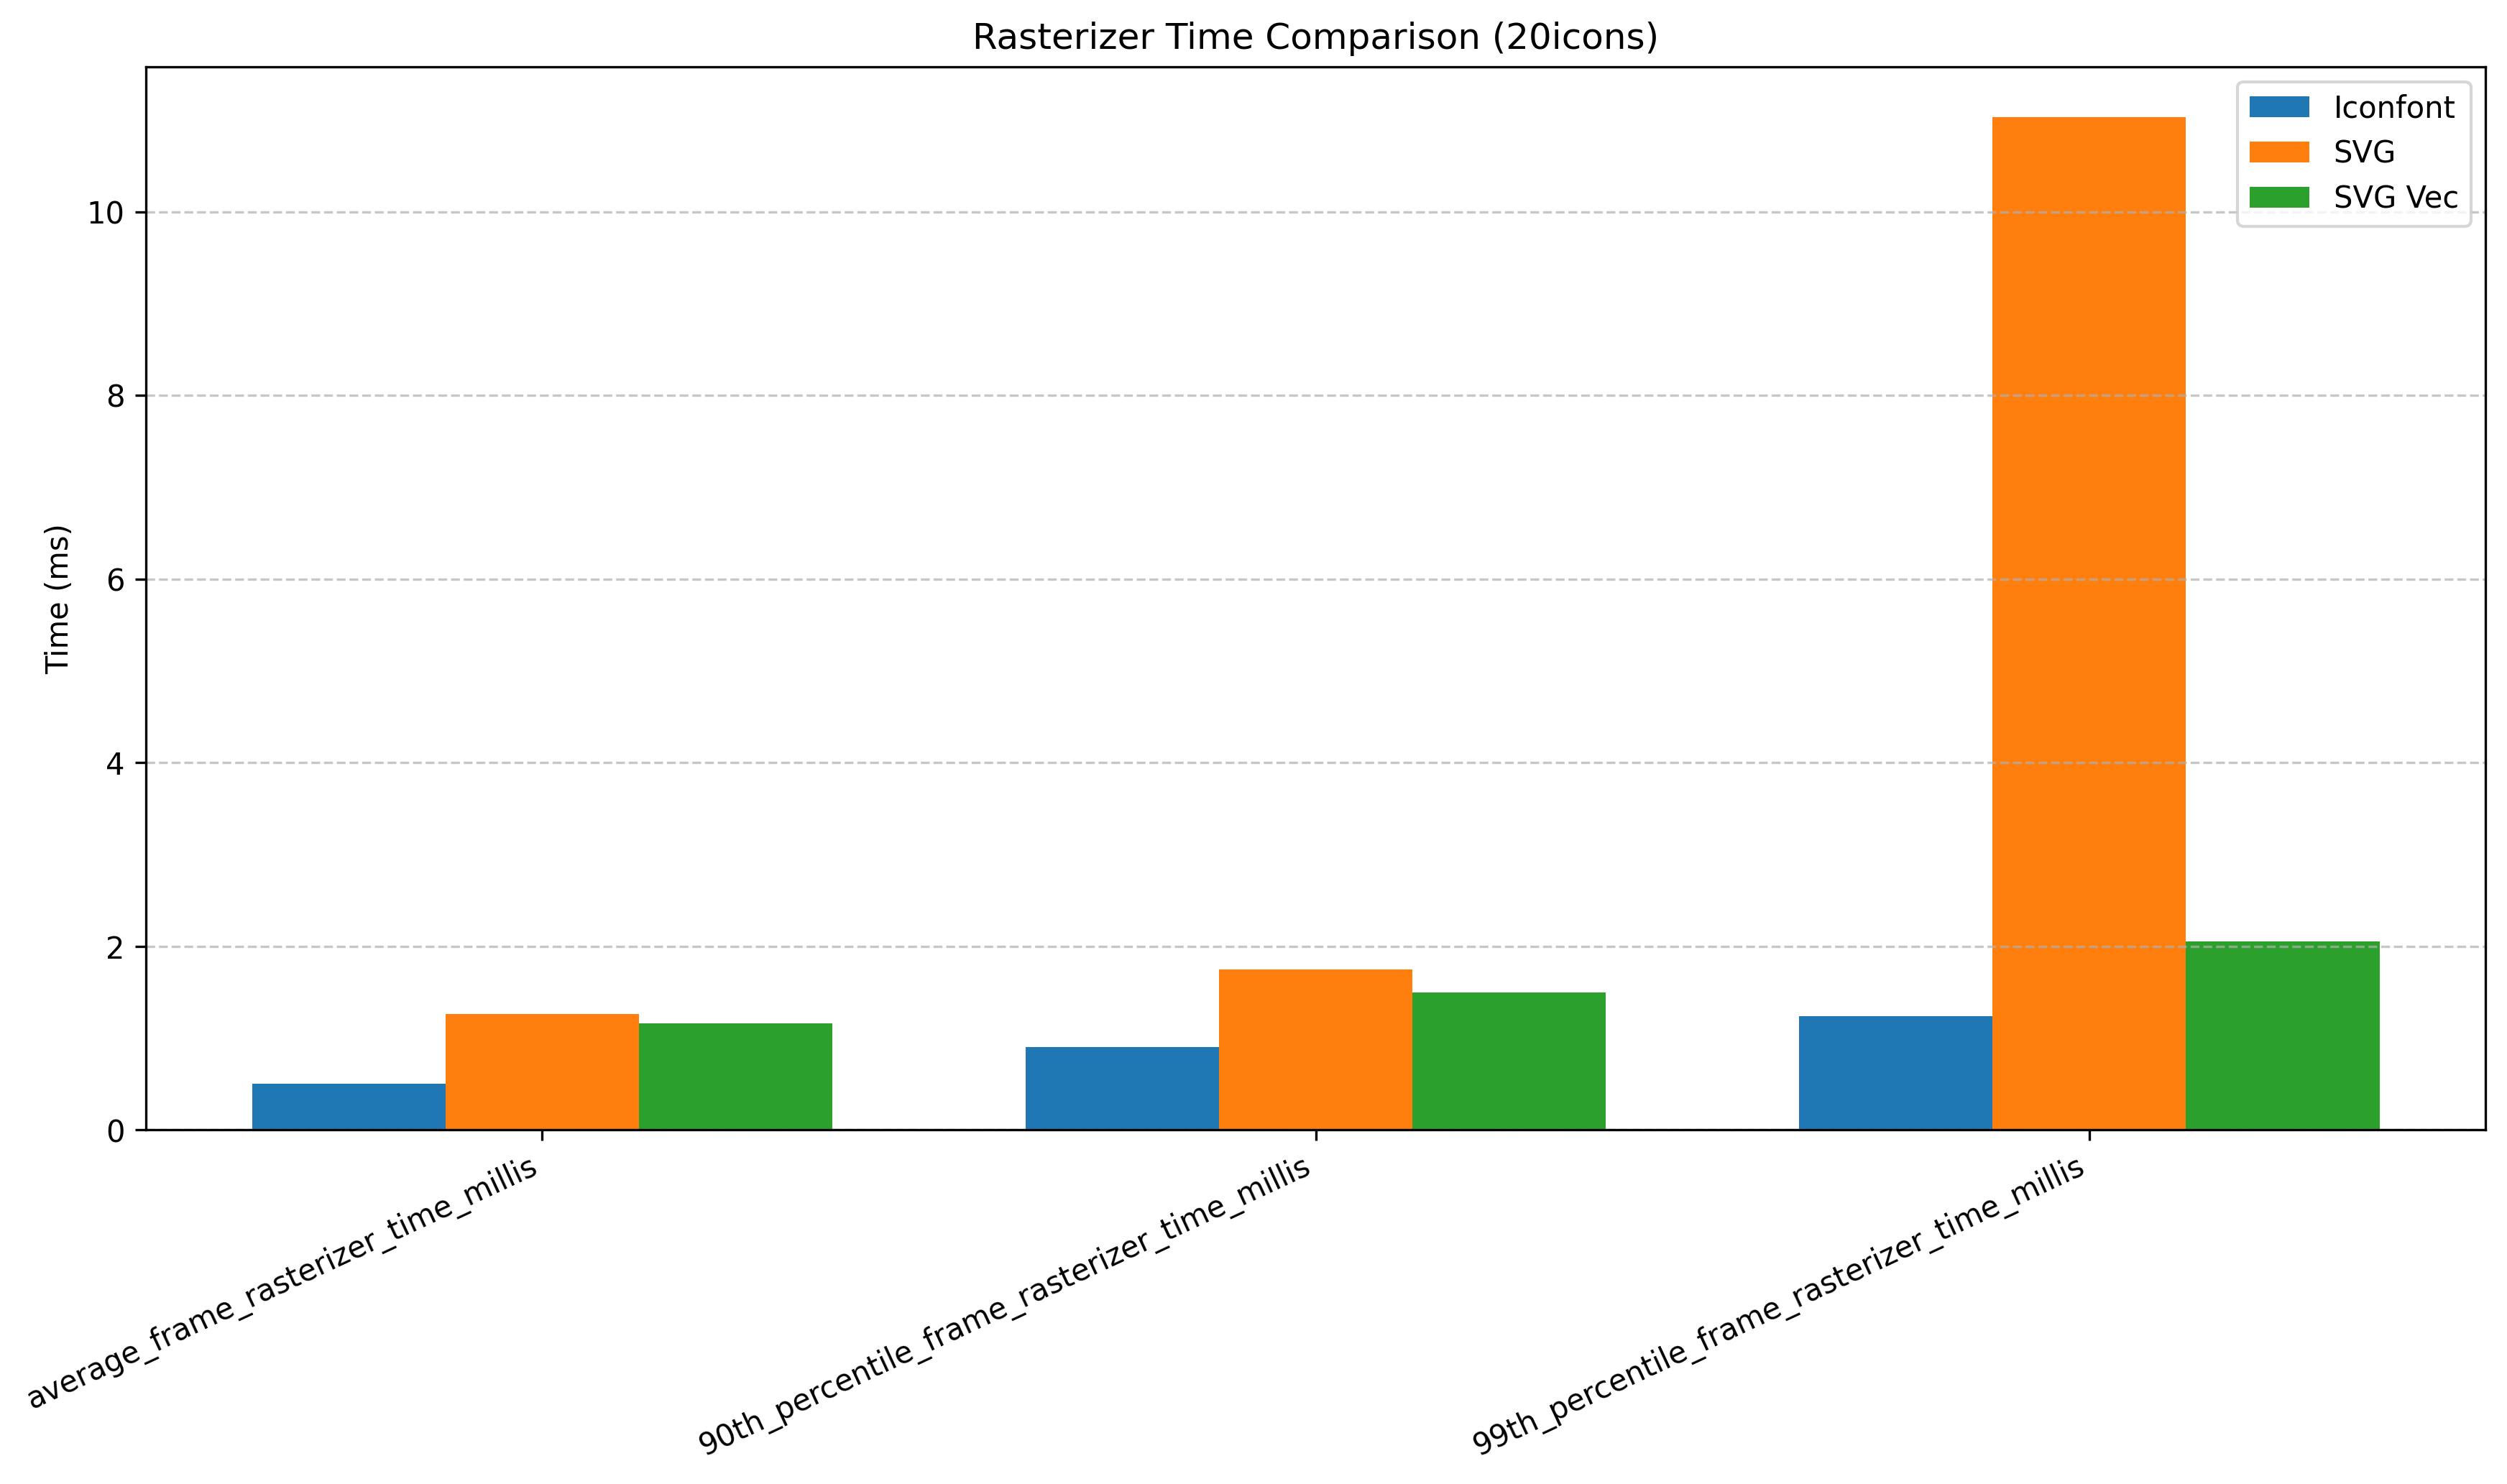 Rasterizer Time Comparison (20icons)
Iconfont
SVG
SVG Vec
Time (ms)
10
8
6
4
2
0
average_frame_rasterizer_time_millis
90th_percentile_frame_rasterizer_time_millis
99th_percentile_frame_rasterizer_time_millis